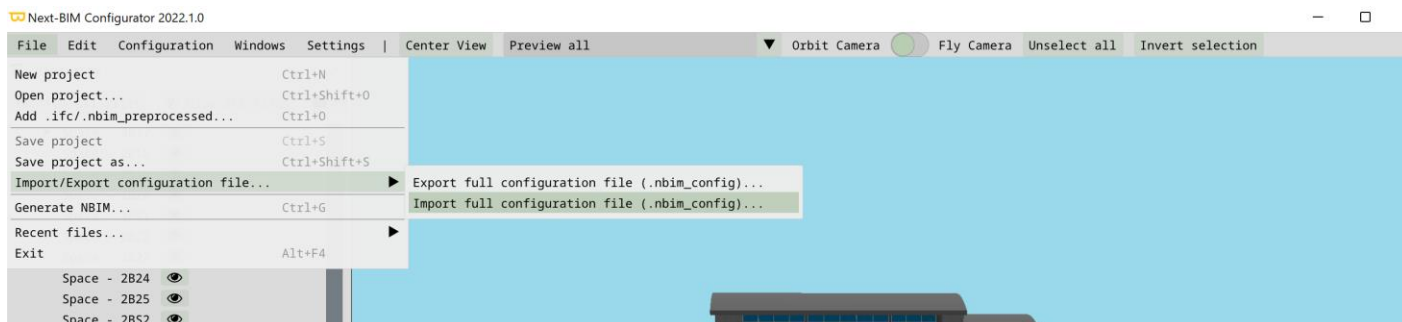 Next-BIM Configurator 2022.1.0
File Edit Configuration Windows Settings | Center View Preview all ▼ Orbit Camera Fly Camera Unselect all Invert selection
New project Ctrl+N
Open project... Ctrl+Shift+O
Add .ifc/.nbim_preprocessed... Ctrl+O
Save project Ctrl+S
Save project as... Ctrl+Shift+S
Import/Export configuration file... ▶ Export full configuration file (.nbim_config)...
Import full configuration file (.nbim_config)...
Generate NBIM... Ctrl+G
Recent files... ▶
Exit Alt+F4
Space - 2B24
Space - 2B25
Space - 2BS2